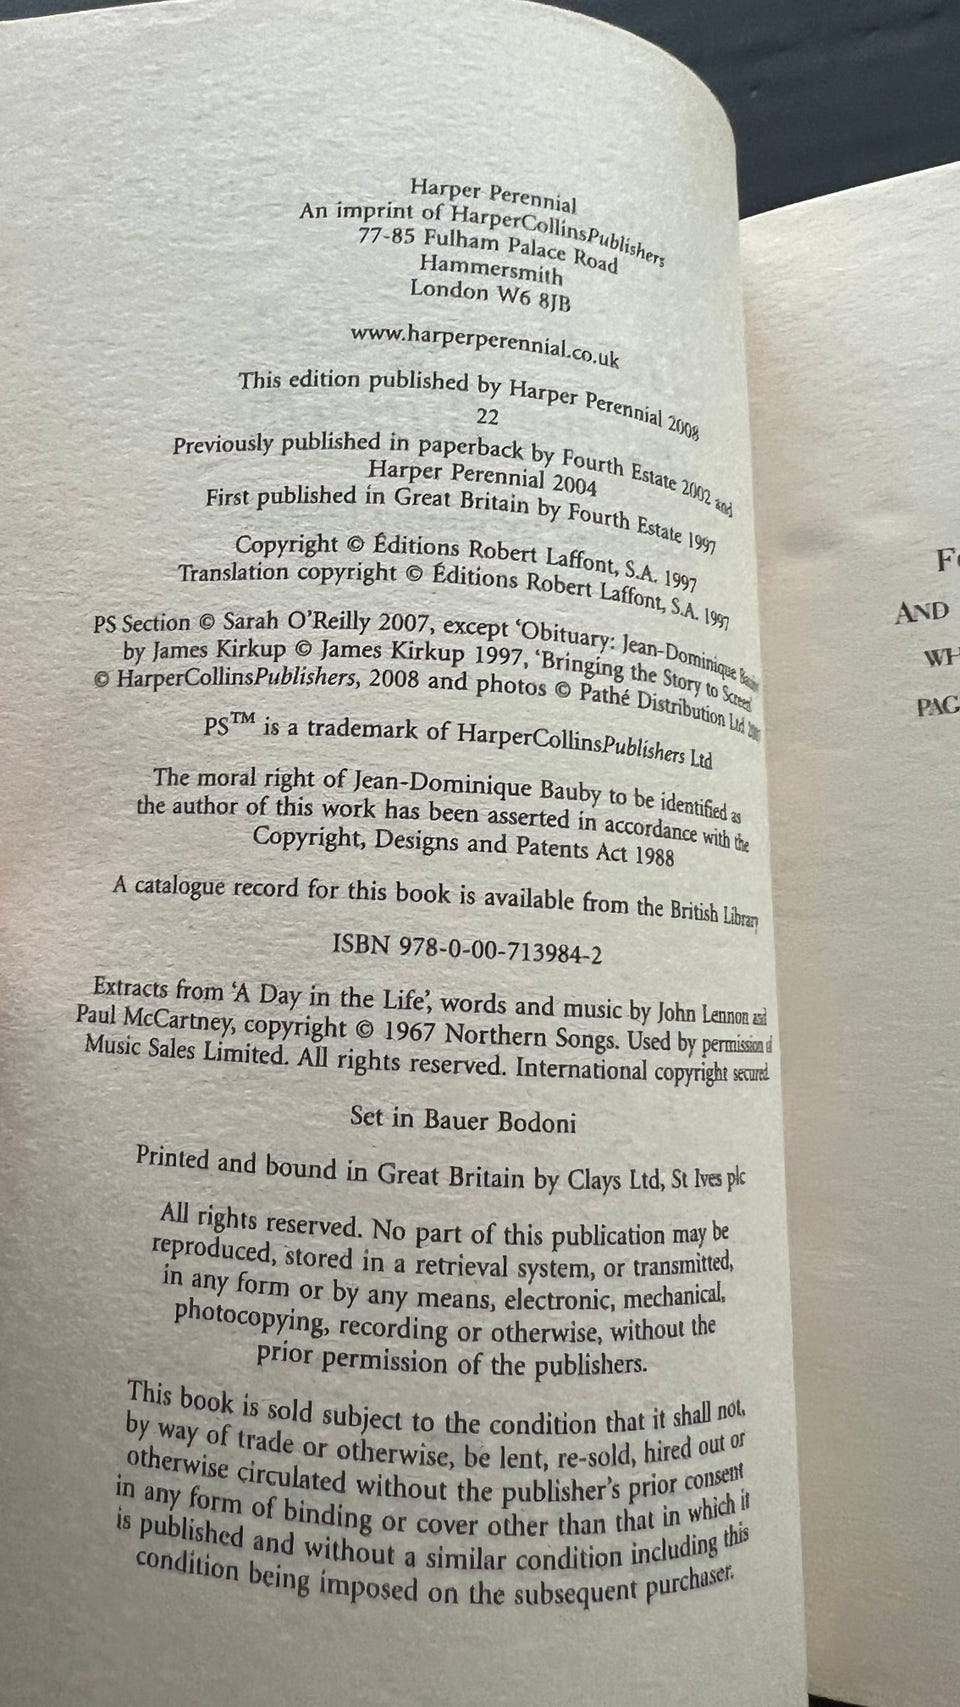 Harper Perennial
An imprint of HarperCollinsPublishers
77-85 Fulham Palace Road
Hammersmith
London W6 8JB
www.harperperennial.co.uk
This edition published by Harper Perennial 2008
22
Previously published in paperback by Fourth Estate 2002 and
Harper Perennial 2004
First published in Great Britain by Fourth Estate 1997
Copyright © Éditions Robert Laffont, S.A. 1997
Translation copyright © Éditions Robert Laffont, S.A. 1997
PS Section © Sarah O'Reilly 2007, except 'Obituary: Jean-Dominique
by James Kirkup © James Kirkup 1997, 'Bringing the Story to Screen'
© HarperCollinsPublishers, 2008 and photos © Pathé Distribution Ltd
PS™ is a trademark of HarperCollinsPublishers Ltd
The moral right of Jean-Dominique Bauby to be identified as
the author of this work has been asserted in accordance with the
Copyright, Designs and Patents Act 1988
A catalogue record for this book is available from the British Library
ISBN 978-0-00-713984-2
Extracts from 'A Day in the Life', words and music by John Lennon and
Paul McCartney, copyright © 1967 Northern Songs. Used by permission of
Music Sales Limited. All rights reserved. International copyright secured.
Set in Bauer Bodoni
Printed and bound in Great Britain by Clays Ltd, St Ives plc
All rights reserved. No part of this publication may be
reproduced, stored in a retrieval system, or transmitted,
in any form or by any means, electronic, mechanical,
photocopying, recording or otherwise, without the
prior permission of the publishers.
This book is sold subject to the condition that it shall not,
by way of trade or otherwise, be lent, re-sold, hired out or
otherwise circulated without the publisher's prior consent
in any form of binding or cover other than that in which it
is published and without a similar condition including this
condition being imposed on the subsequent purchaser.
AND